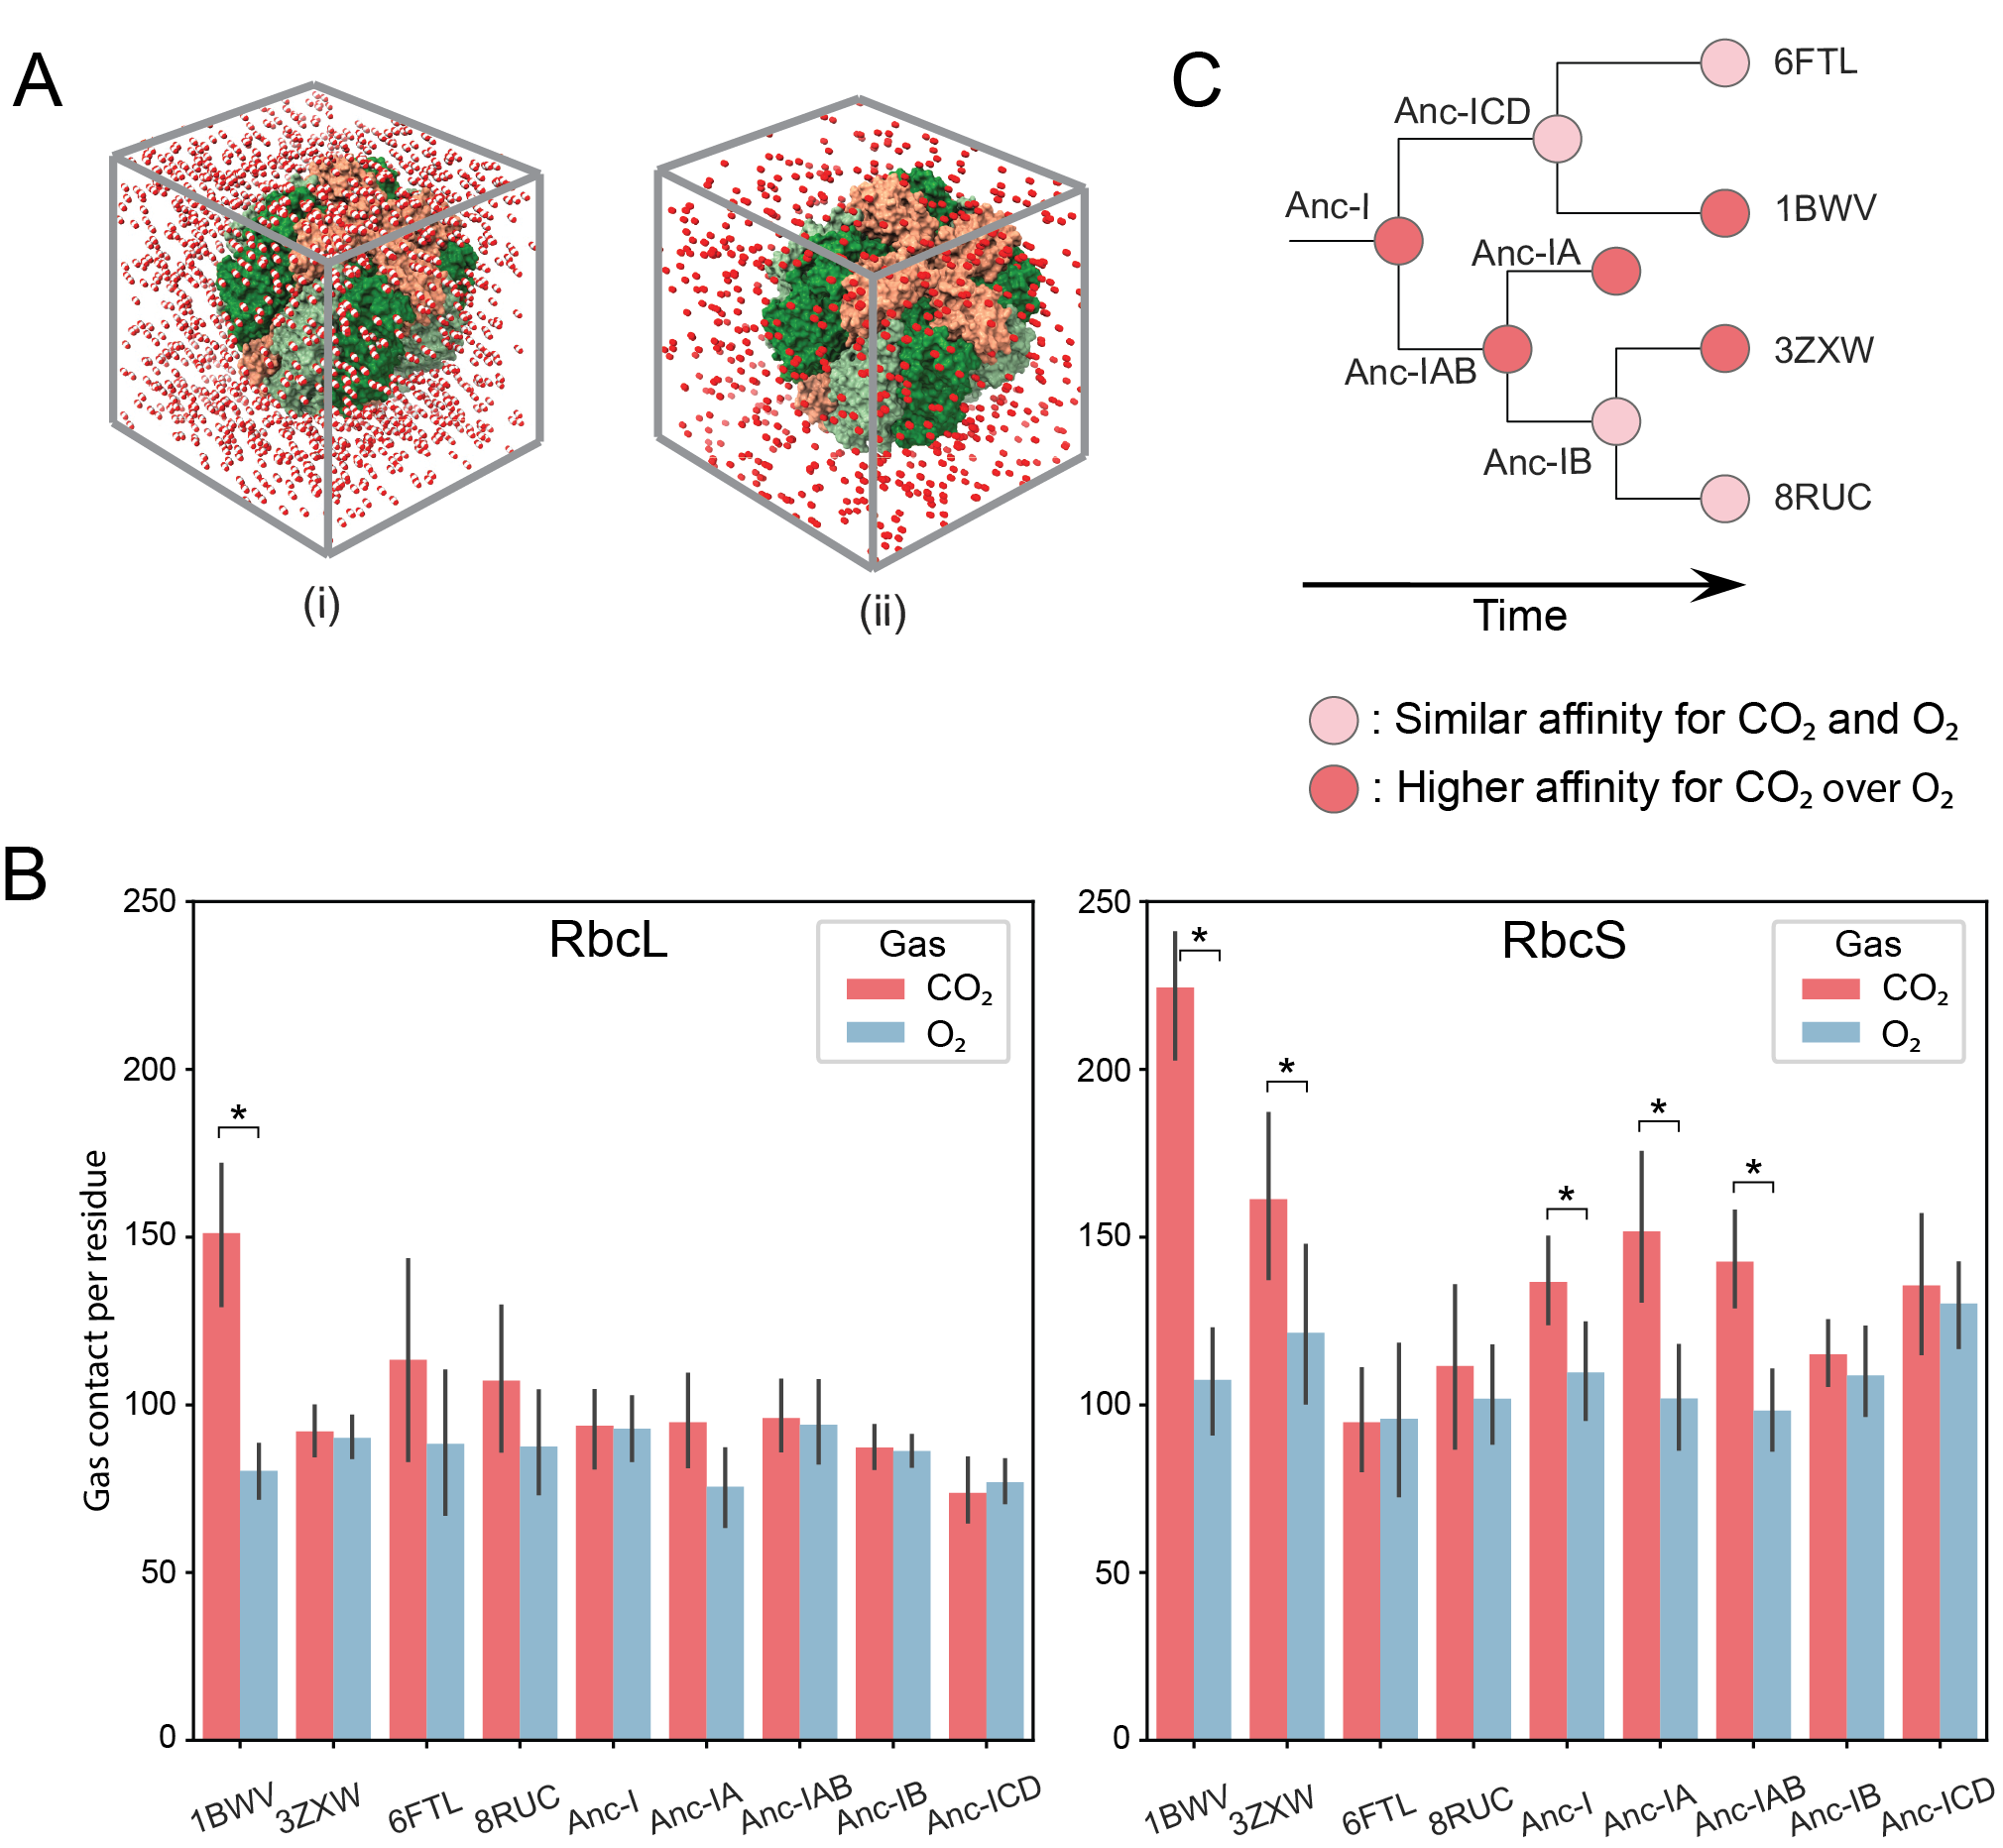 A
(i)
(ii)
C
6FTL
Anc-ICD
1BWV
Anc-I
Anc-IA
3ZXW
Anc-IAB
Anc-IB
8RUC
Time
: Similar affinity for CO₂ and O₂
: Higher affinity for CO₂ over O₂
B
RbcL
Gas
CO₂
O₂
*
250
200
150
100
50
0
Gas contact per residue
1BWV
3ZXW
6FTL
8RUC
Anc-I
Anc-IA
Anc-IAB
Anc-IB
Anc-ICD
RbcS
Gas
CO₂
O₂
*
*
*
*
*
250
200
150
100
50
0
1BWV
3ZXW
6FTL
8RUC
Anc-I
Anc-IA
Anc-IAB
Anc-IB
Anc-ICD